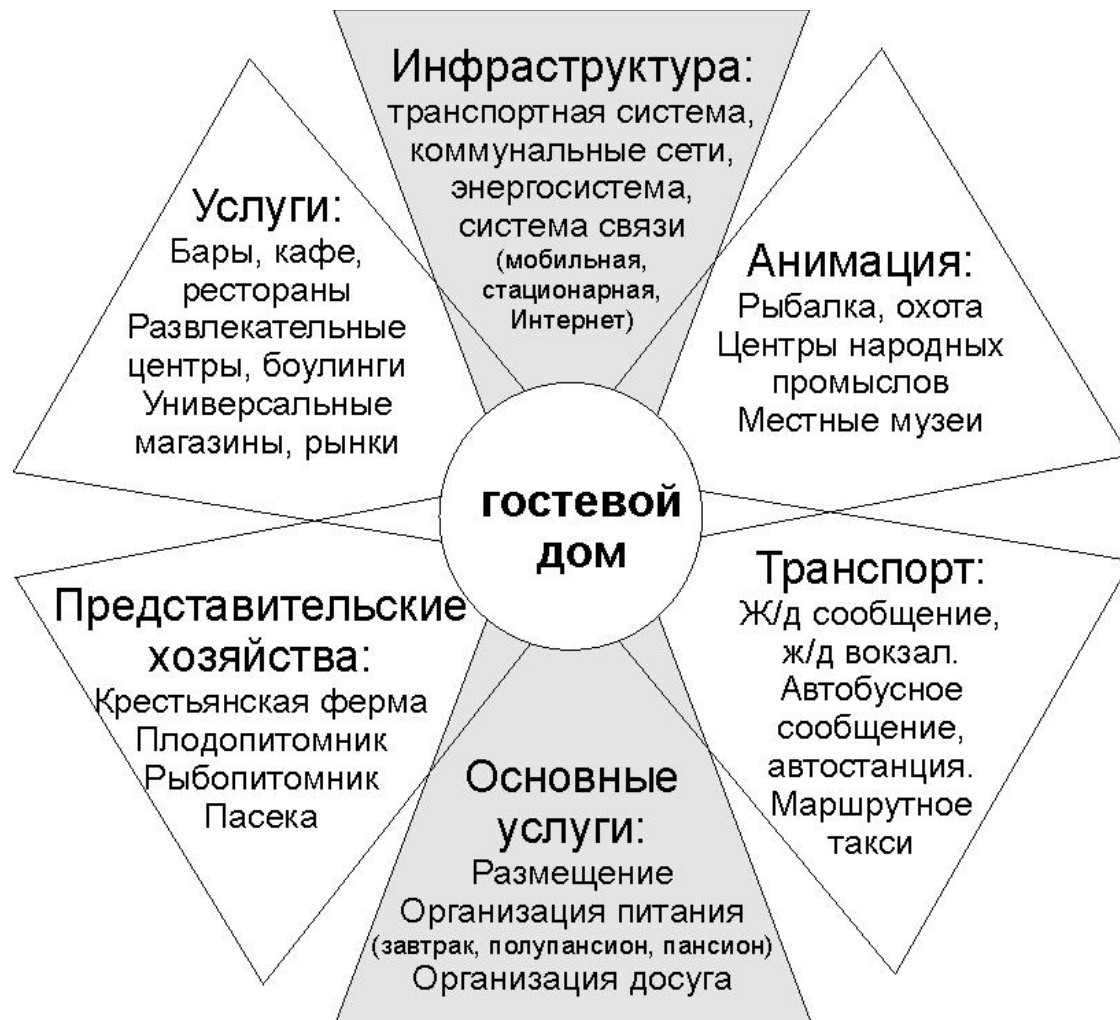 Инфраструктура:
транспортная система,
коммунальные сети,
энергосистема,
система связи
(мобильная,
стационарная,
Интернет)
Услуги:
Бары, кафе,
рестораны
Развлекательные
центры, боулинги
Универсальные
магазины, рынки
Анимация:
Рыбалка, охота
Центры народных
промыслов
Местные музеи
гостевой
дом
Представительские
хозяйства:
Крестьянская ферма
Плодопитомник
Рыбопитомник
Пасека
Транспорт:
Ж/д сообщение,
ж/д вокзал.
Автобусное
сообщение,
автостанция.
Маршрутное
такси
Основные
услуги:
Размещение
Организация питания
(завтрак, полупансион, пансион)
Организация досуга